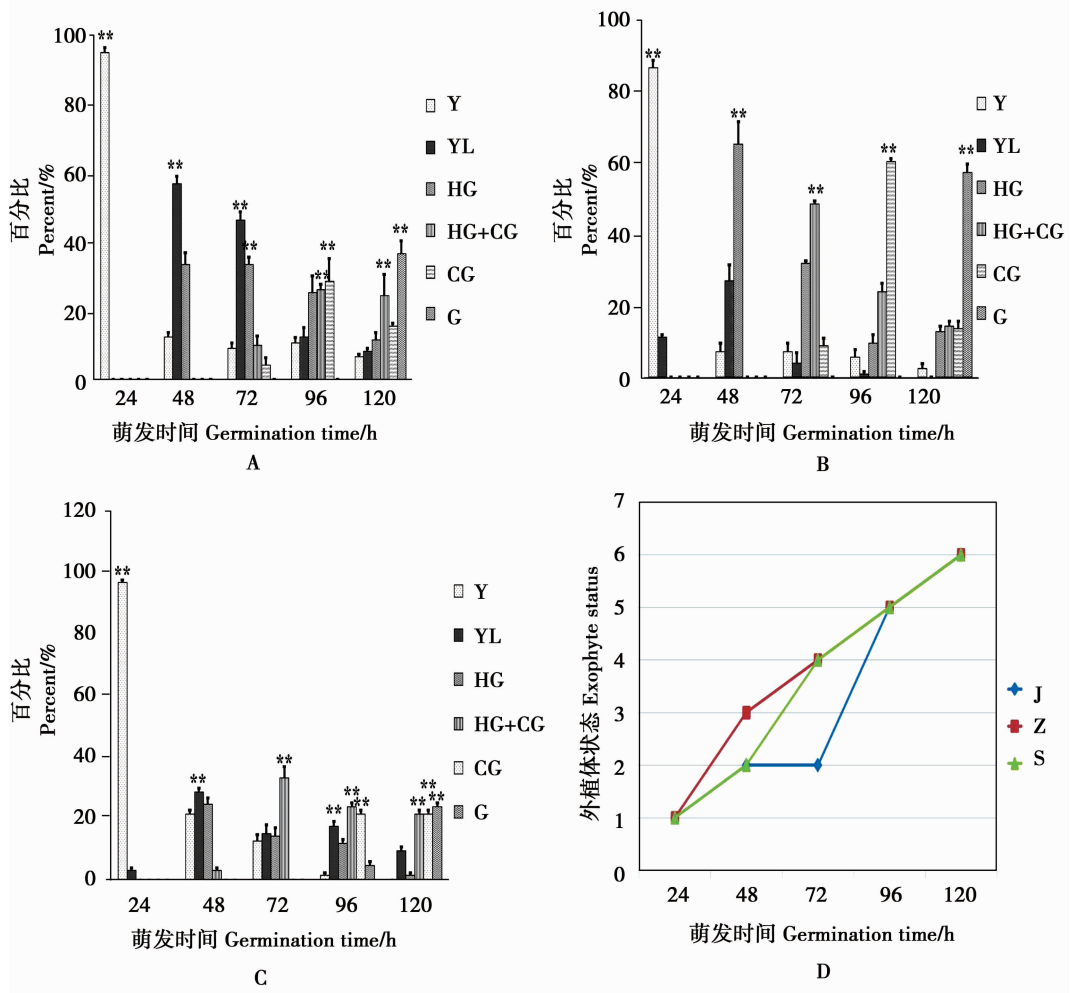 百分比
Percent/%
100
80
60
40
20
0
**
**
**
**
**
**
**
**
24 48 72 96 120
萌发时间 Germination time/h
A
Y
YL
HG
HG+CG
CG
G
百分比
Percent/%
100
80
60
40
20
0
**
**
**
**
**
24 48 72 96 120
萌发时间 Germination time/h
B
Y
YL
HG
HG+CG
CG
G
百分比
Percent/%
120
100
80
60
40
20
0
**
**
**
**
**
**
**
**
**
24 48 72 96 120
萌发时间 Germination time/h
C
Y
YL
HG
HG+CG
CG
G
外植体状态 Exophyte status
7
6
5
4
3
2
1
0
24 48 72 96 120
萌发时间 Germination time/h
D
J
Z
S